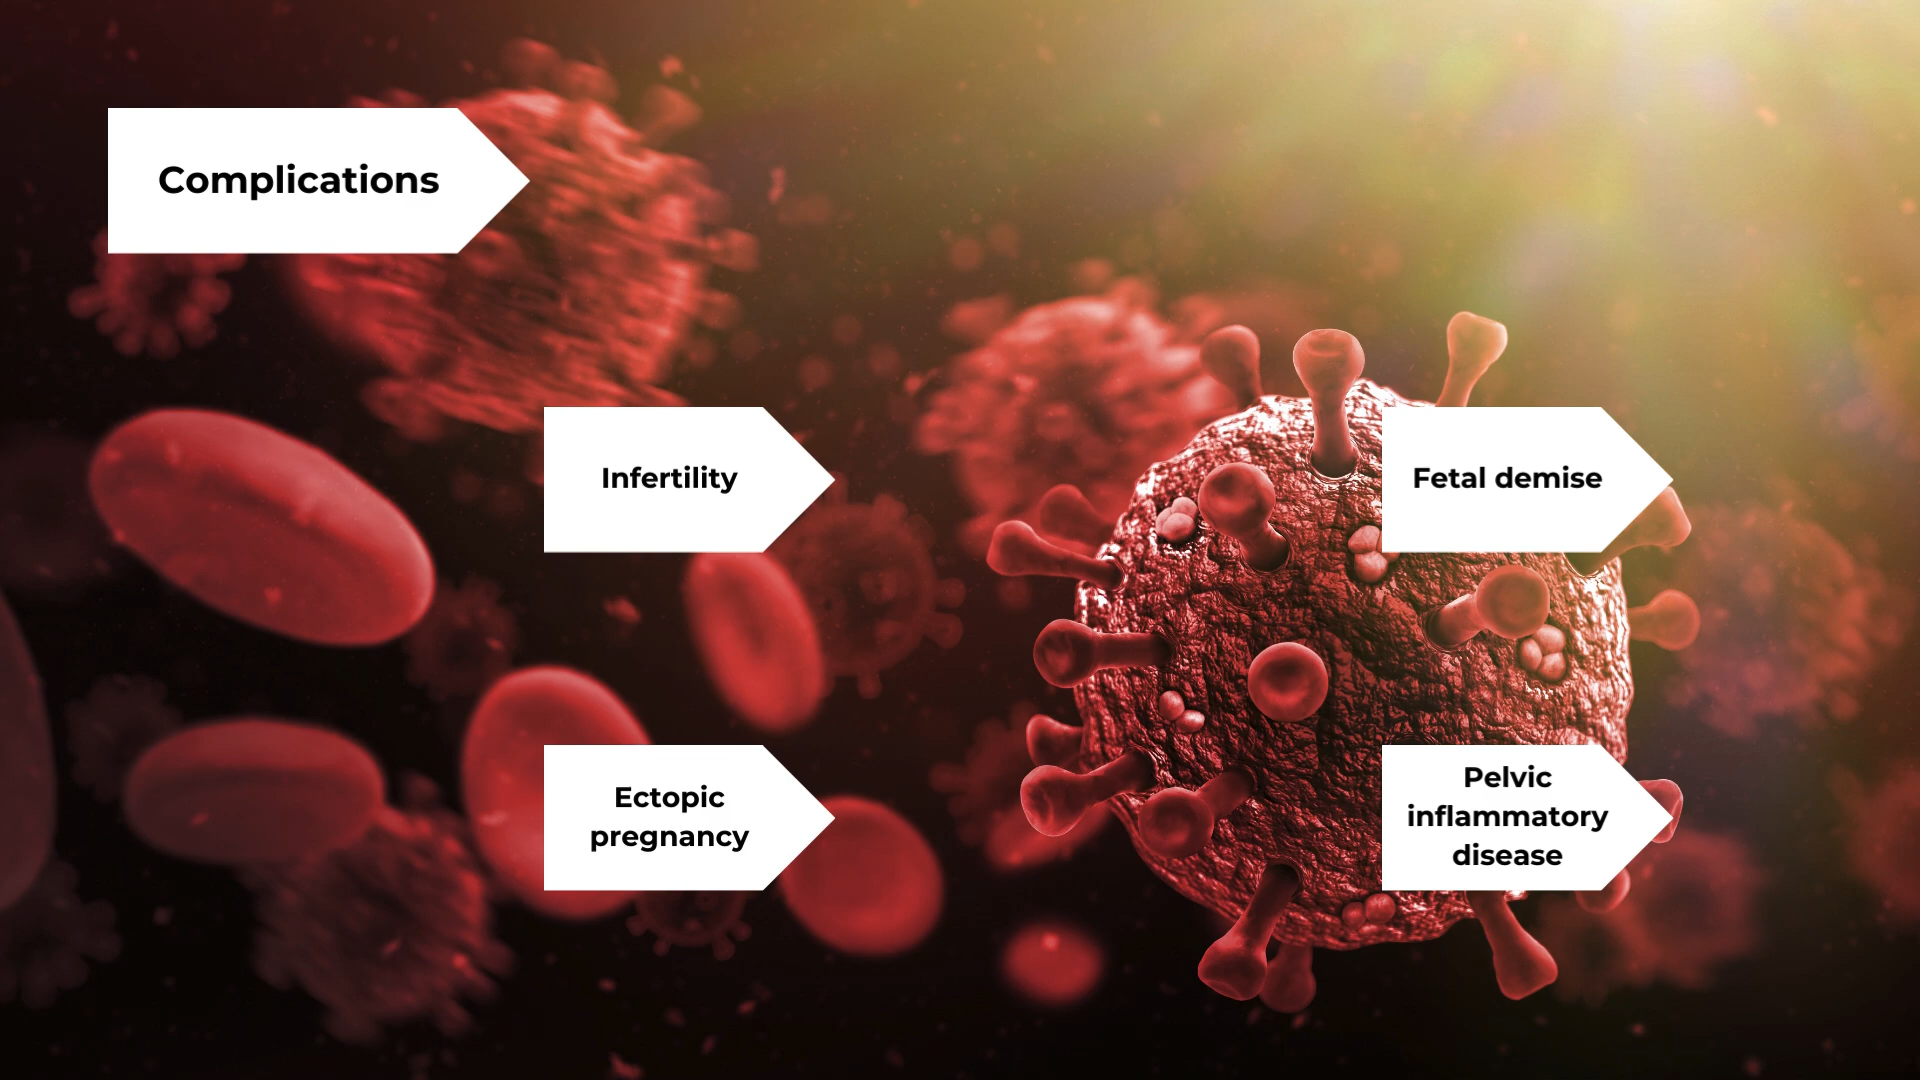 Complications
Infertility
Fetal demise
Ectopic
pregnancy
Pelvic
inflammatory
disease